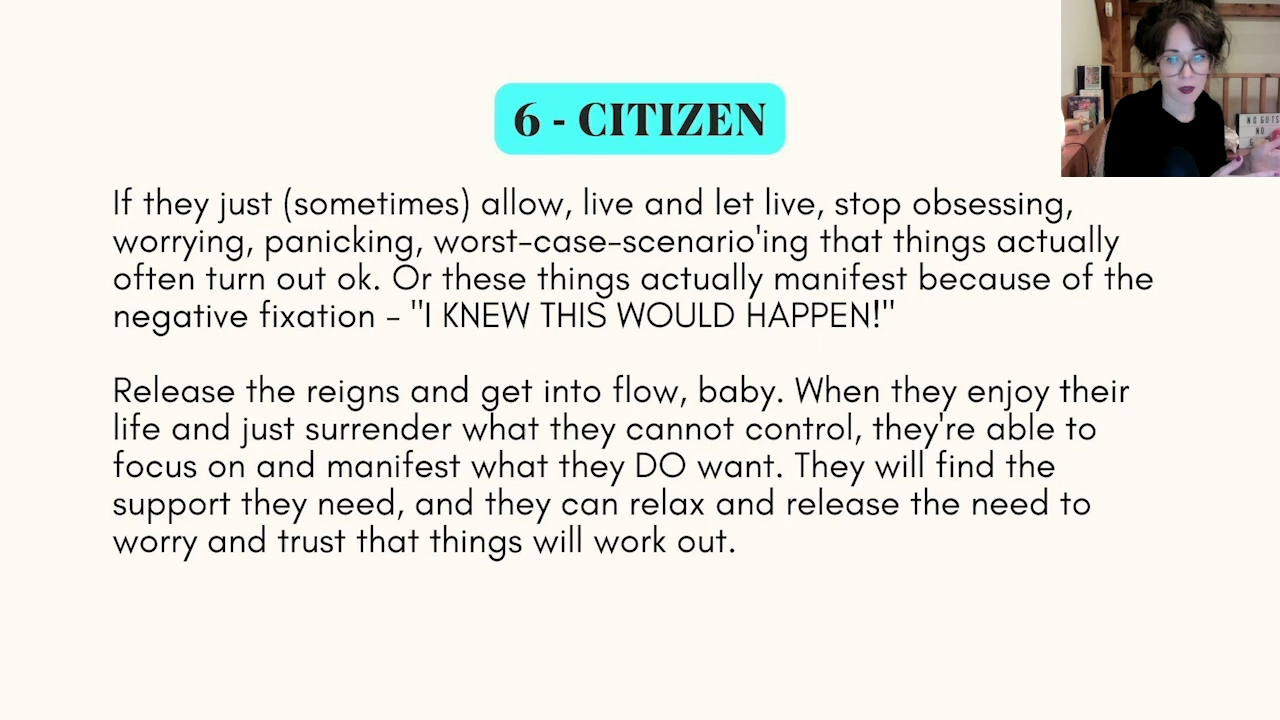 6 - CITIZEN
If they just (sometimes) allow, live and let live, stop obsessing,
worrying, panicking, worst-case-scenario'ing that things actually
often turn out ok. Or these things actually manifest because of the
negative fixation - "I KNEW THIS WOULD HAPPEN!"
Release the reigns and get into flow, baby. When they enjoy their
life and just surrender what they cannot control, they're able to
focus on and manifest what they DO want. They will find the
support they need, and they can relax and release the need to
worry and trust that things will work out.
NO GUTS
NO